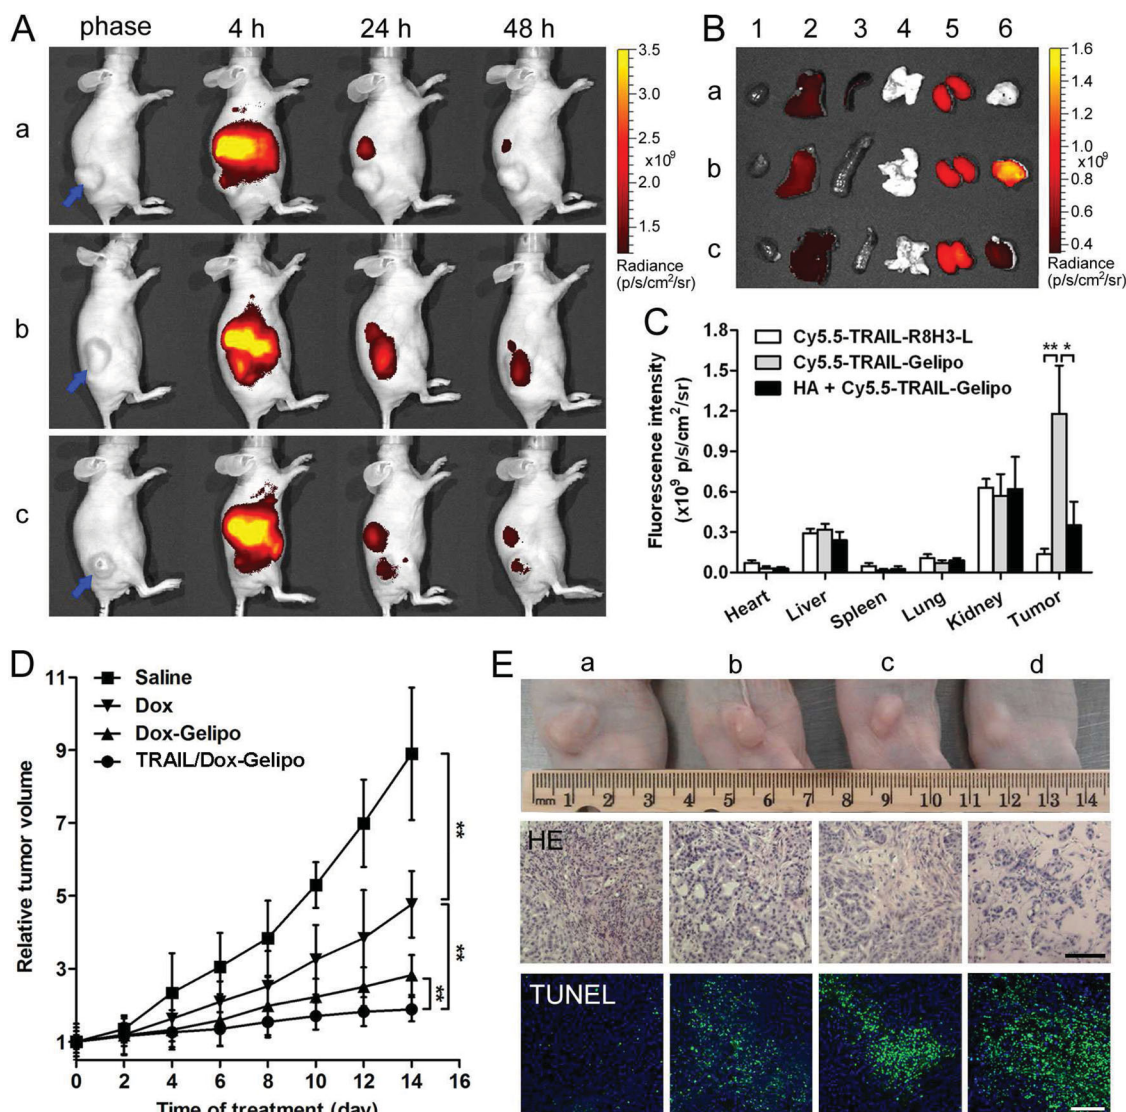 A
phase 4 h 24 h 48 h
a
b
c
3.5
3.0
2.5
x10⁹
2.0
1.5
Radiance
(p/s/cm²/sr)
B
1 2 3 4 5 6
a
b
c
1.6
1.4
1.2
1.0
x10⁹
0.8
0.6
0.4
Radiance
(p/s/cm²/sr)
C
Cy5.5-TRAIL-R8H3-L
Cy5.5-TRAIL-Gelipo
HA + Cy5.5-TRAIL-Gelipo
** *
Fluorescence intensity
(x10⁹ p/s/cm²/sr)
1.8
1.5
1.2
0.9
0.6
0.3
0.0
Heart Liver Spleen Lung Kidney Tumor
D
Saline
Dox
Dox-Gelipo
TRAIL/Dox-Gelipo
Relative tumor volume
11
9
7
5
3
1
**
**
**
0 2 4 6 8 10 12 14 16
Time of treatment (day)
E
a b c d
mm 1 2 3 4 5 6 7 8 9 10 11 12 13 14
HE
TUNEL